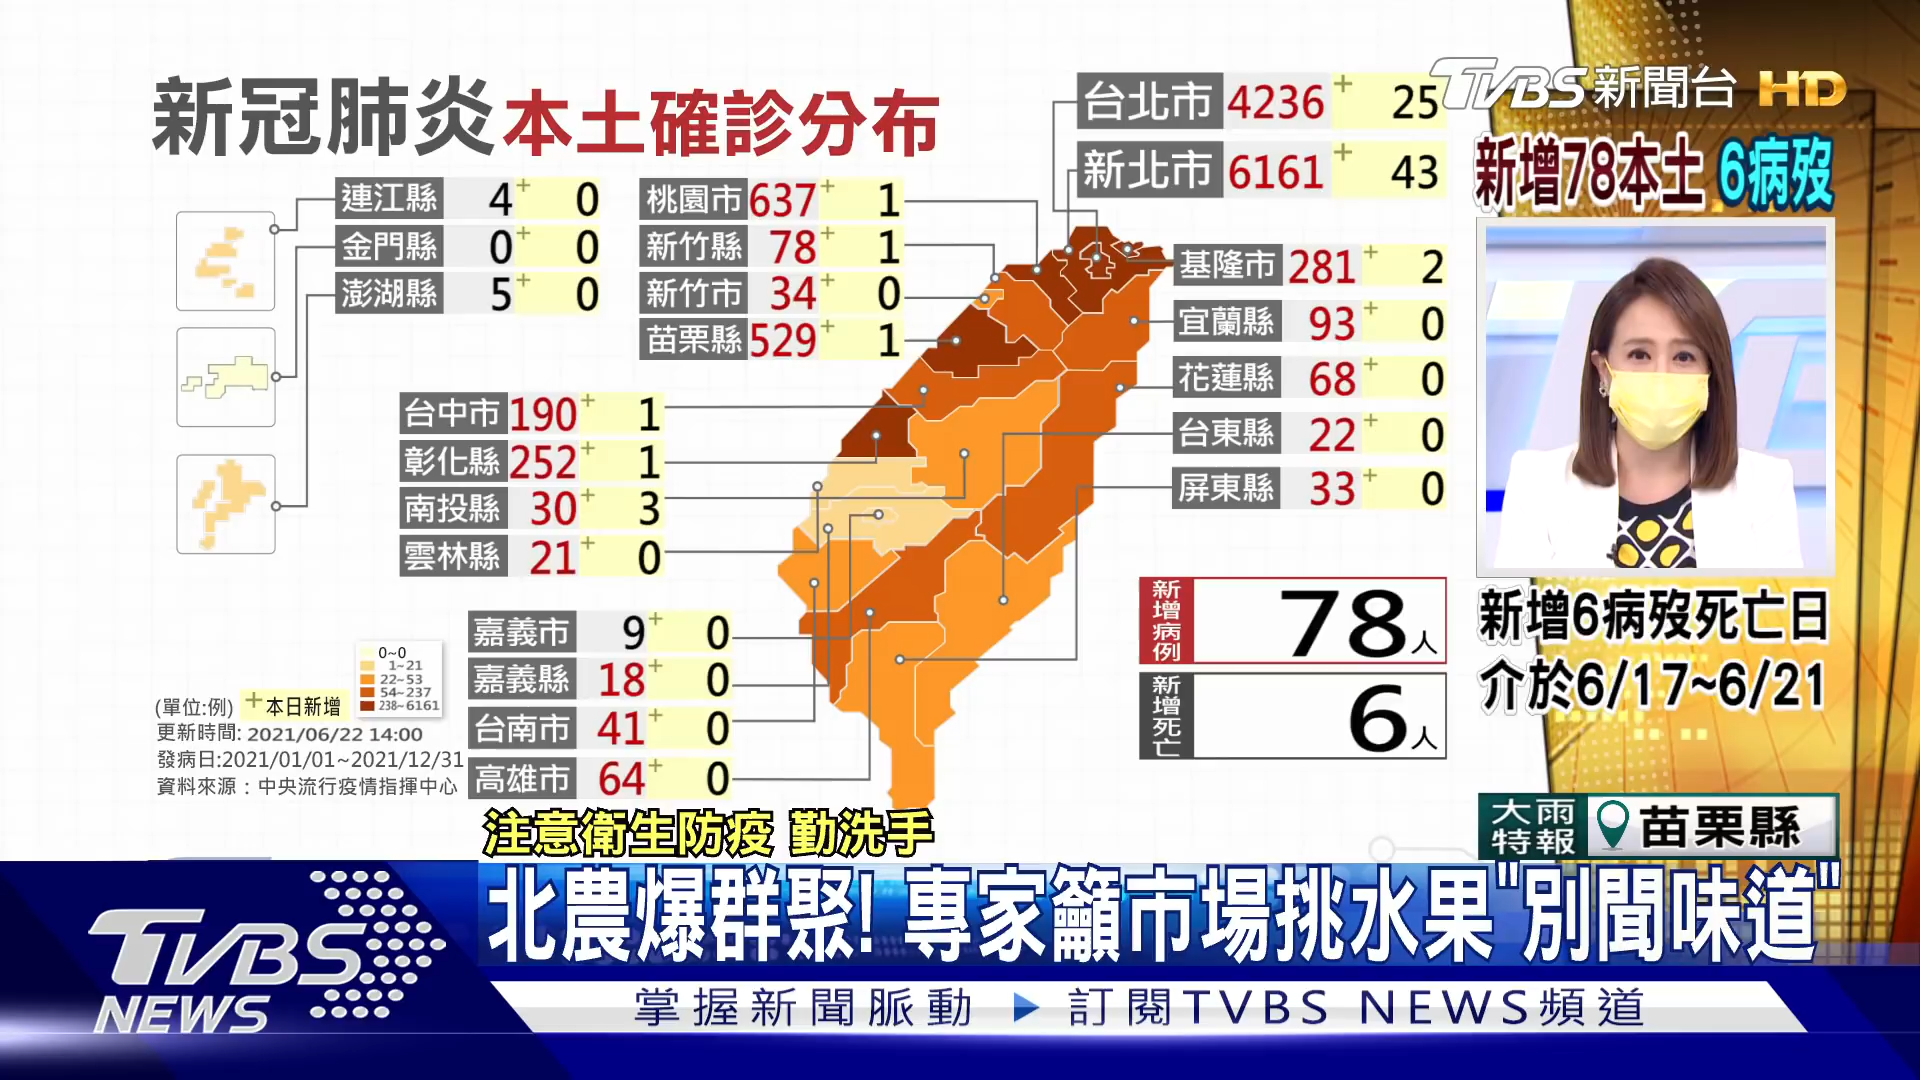 新冠肺炎本土確診分布
台北市 4236 + 25
新北市 6161 + 43
連江縣 4 + 0
金門縣 0 + 0
澎湖縣 5 + 0
桃園市 637 + 1
新竹縣 78 + 1
新竹市 34 + 0
苗栗縣 529 + 1
基隆市 281 + 2
宜蘭縣 93 + 0
花蓮縣 68 + 0
台東縣 22 + 0
屏東縣 33 + 0
台中市 190 + 1
彰化縣 252 + 1
南投縣 30 + 3
雲林縣 21 + 0
嘉義市 9 + 0
嘉義縣 18 + 0
台南市 41 + 0
高雄市 64 + 0
新增病例 78人
新增死亡 6人
0~0
1~21
22~53
54~237
238~6161
(單位:例) +本日新增
更新時間: 2021/06/22 14:00
發病日:2021/01/01~2021/12/31
資料來源：中央流行疫情指揮中心
TVBS新聞台 HD
新增78本土 6病歿
新增6病歿死亡日
介於6/17~6/21
大雨特報 苗栗縣
注意衛生防疫 勤洗手
北農爆群聚! 專家籲市場挑水果"別聞味道"
TVBS
NEWS
掌握新聞脈動 ▶ 訂閱TVBS NEWS頻道